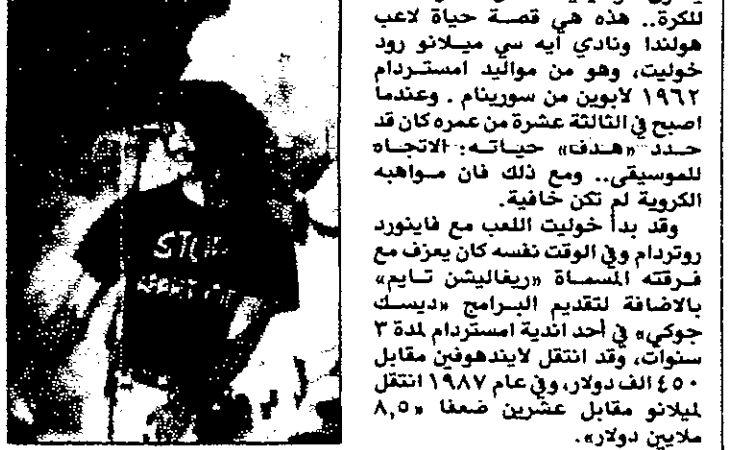 للكرة.. هذه هي قصة حياة لاعب
هولندا ونادي أيه سي ميلانو رود
خوليت، وهو من مواليد امستردام
١٩٦٢ لأبوين من سورينام . وعندما
اصبح في الثالثة عشرة من عمره كان قد
حدد «هدف» حياته: الاتجاه
للموسيقى.. ومع ذلك فان مواهبه
الكروية لم تكن خافية.
وقد بدأ خوليت اللعب مع فاينورد
روتردام وفي الوقت نفسه كان يعزف مع
فرقته المسماة «ريفاليشن تايم»
بالاضافة لتقديم البرامج «ديسك
جوكي» في أحد اندية امستردام لمدة ٣
سنوات، وقد انتقل لايندهوفين مقابل
٤٥٠ الف دولار، وفي عام ١٩٨٧ انتقل
لميلانو مقابل عشرين ضعفا «٨,٥
ملايين دولار».
STOP